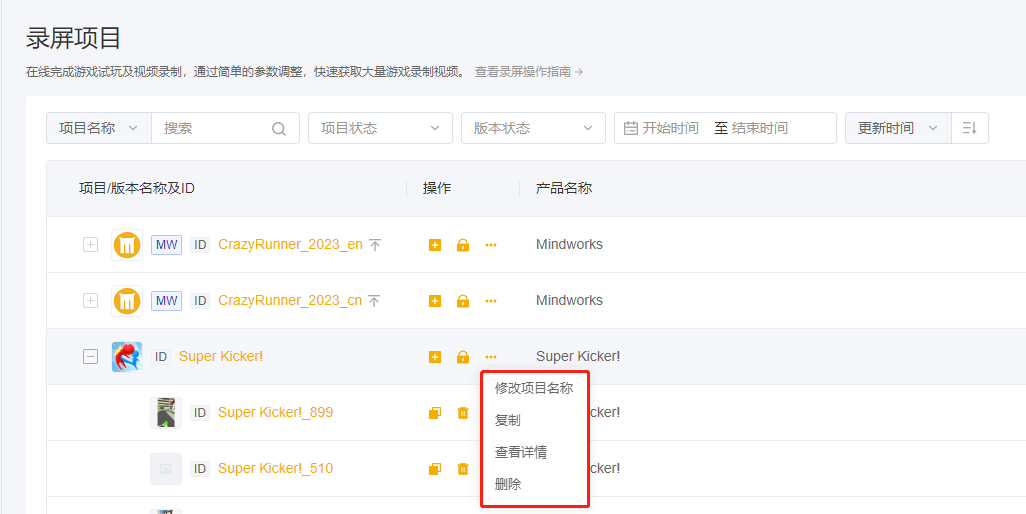 录屏项目
在线完成游戏试玩及视频录制，通过简单的参数调整，快速获取大量游戏录制视频。 查看录屏操作指南
项目名称 搜索 项目状态 版本状态 开始时间 至 结束时间 更新时间
项目/版本名称及ID 操作 产品名称
MW ID CrazyRunner_2023_en Mindworks
MW ID CrazyRunner_2023_cn Mindworks
ID Super Kicker! Super Kicker!
修改项目名称
ID Super Kicker!_899 复制 cker!
查看详情
ID Super Kicker!_510 cker!
删除